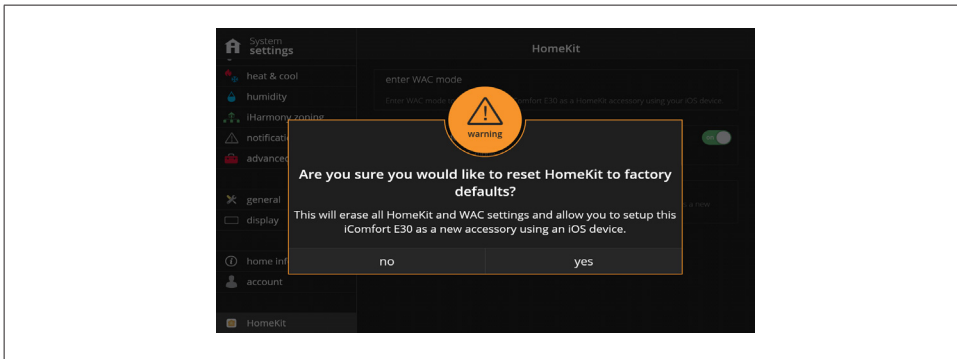 System
settings
HomeKit
heat & cool
humidity
iHarmony zoning
notificati
advanced
general
display
home inf
account
HomeKit
enter WAC mode
Enter WAC mode
comfort E30 as a HomeKit accessory using your iOS device
warning
Are you sure you would like to reset HomeKit to factory
defaults?
This will erase all HomeKit and WAC settings and allow you to setup this
iComfort E30 as a new accessory using an iOS device.
no
yes